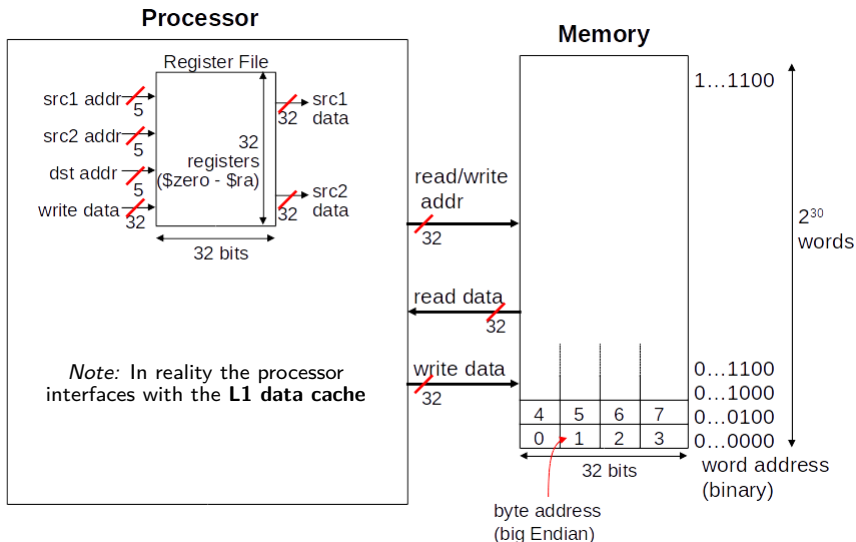 Processor
Memory
Register File
src1 addr
5
src2 addr
5
dst addr
5
write data
32
32
registers
($zero - $ra)
src1
data
32
src2
data
32
32 bits
read/write
addr
32
read data
32
write data
32
Note: In reality the processor
interfaces with the L1 data cache
1...1100
2³⁰
words
0...1100
0...1000
4 5 6 7
0...0100
0 1 2 3
0...0000
32 bits
word address
(binary)
byte address
(big Endian)